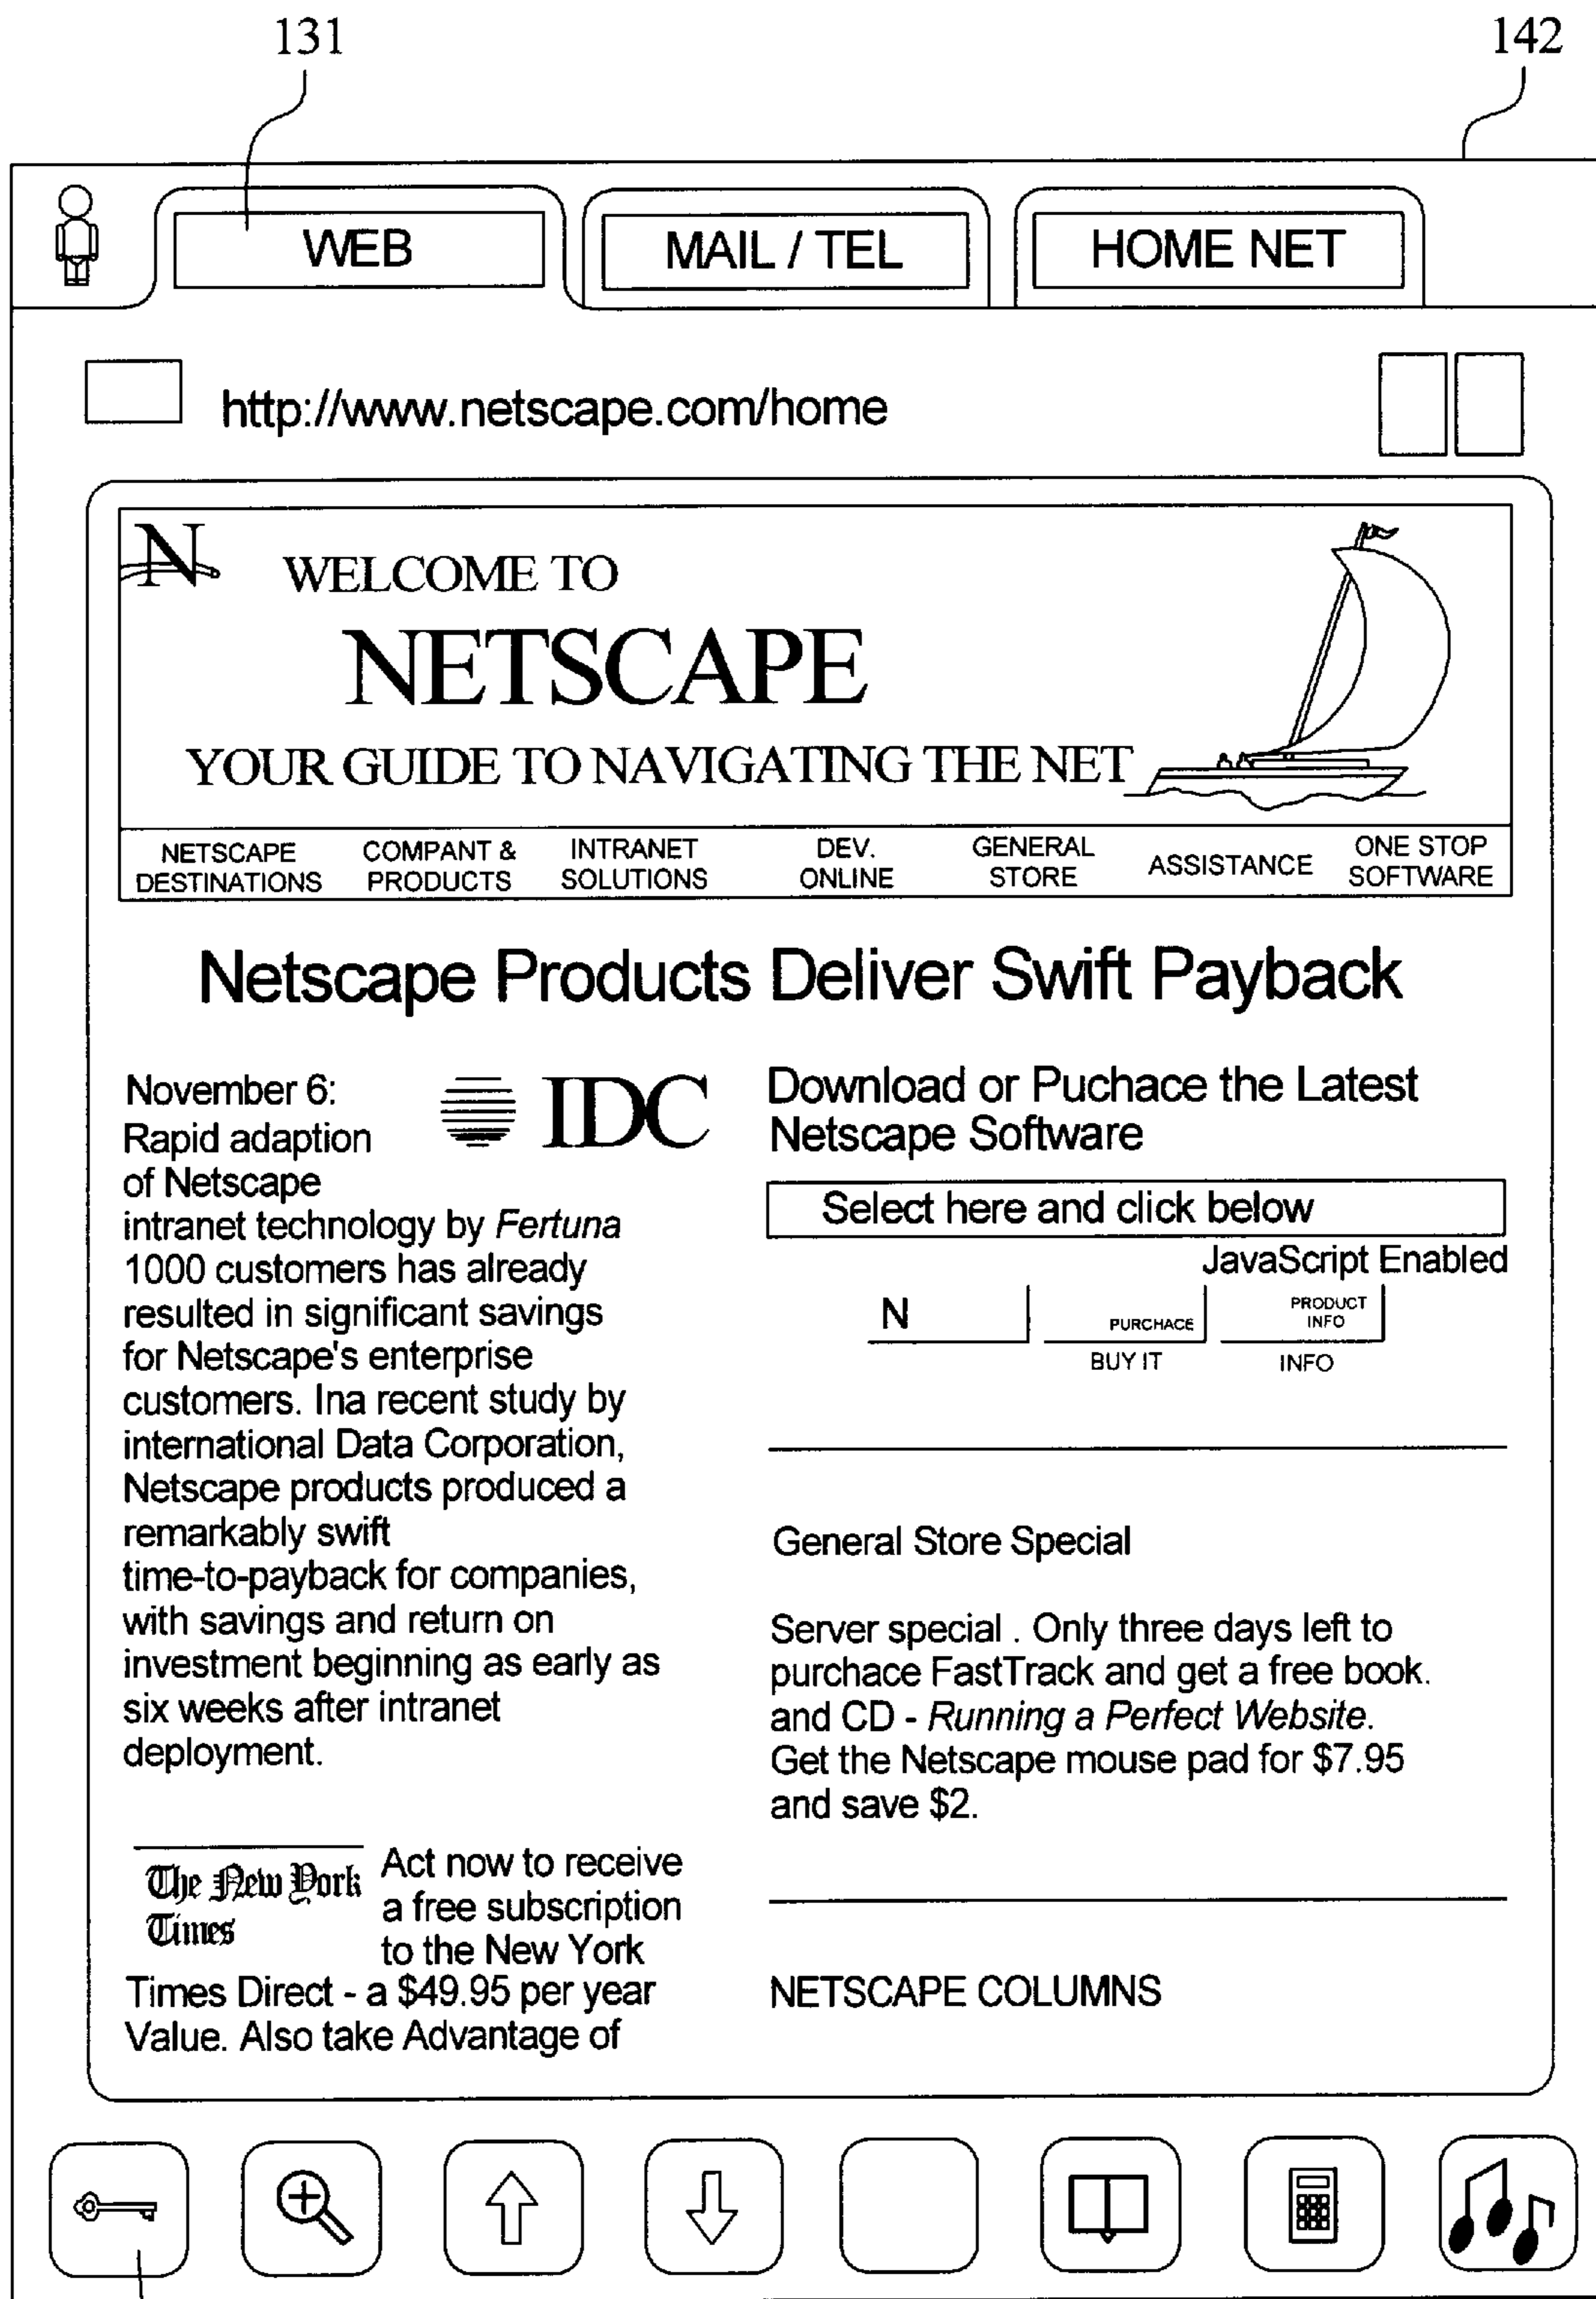 131
142
WEB
MAIL / TEL
HOME NET
http://www.netscape.com/home
N
WELCOME TO
NETSCAPE
YOUR GUIDE TO NAVIGATING THE NET
NETSCAPE DESTINATIONS
COMPANT & PRODUCTS
INTRANET SOLUTIONS
DEV. ONLINE
GENERAL STORE
ASSISTANCE
ONE STOP SOFTWARE
Netscape Products Deliver Swift Payback
November 6:
IDC
Rapid adaption
of Netscape
intranet technology by Fertuna
1000 customers has already
resulted in significant savings
for Netscape's enterprise
customers. Ina recent study by
international Data Corporation,
Netscape products produced a
remarkably swift
time-to-payback for companies,
with savings and return on
investment beginning as early as
six weeks after intranet
deployment.
The New York
Times
Act now to receive
a free subscription
to the New York
Times Direct - a $49.95 per year
Value. Also take Advantage of
Download or Puchace the Latest
Netscape Software
Select here and click below
JavaScript Enabled
N
PURCHACE
PRODUCT
INFO
BUY IT
INFO
General Store Special
Server special . Only three days left to
purchace FastTrack and get a free book.
and CD - Running a Perfect Website.
Get the Netscape mouse pad for $7.95
and save $2.
NETSCAPE COLUMNS